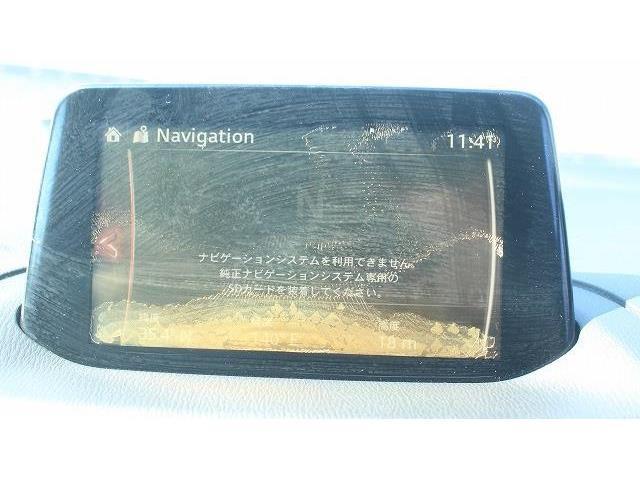 Navigation 11:41
ナビゲーションシステムを利用できません。
純正ナビゲーションシステム専用の
SDカードを装着してください。
高度
18 m